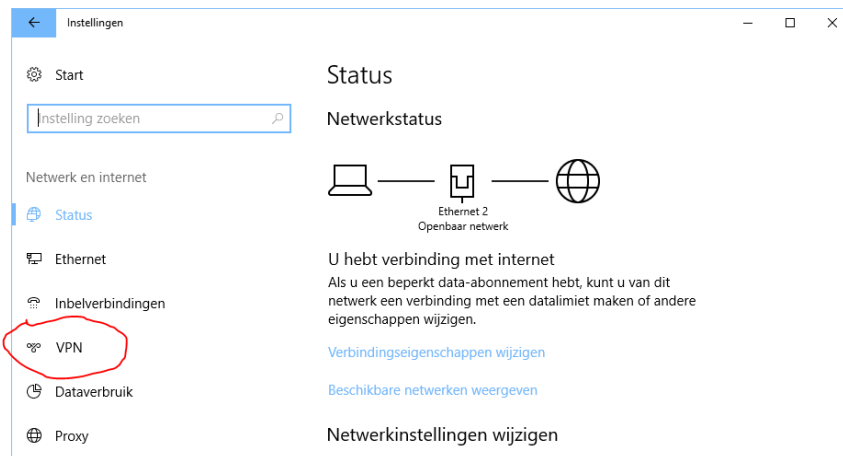 Instellingen
Start
Instelling zoeken
Netwerk en internet
Status
Ethernet
Inbelverbindingen
VPN
Dataverbruik
Proxy
Status
Netwerkstatus
Ethernet 2
Openbaar netwerk
U hebt verbinding met internet
Als u een beperkt data-abonnement hebt, kunt u van dit
netwerk een verbinding met een datalimiet maken of andere
eigenschappen wijzigen.
Verbindingseigenschappen wijzigen
Beschikbare netwerken weergeven
Netwerkinstellingen wijzigen